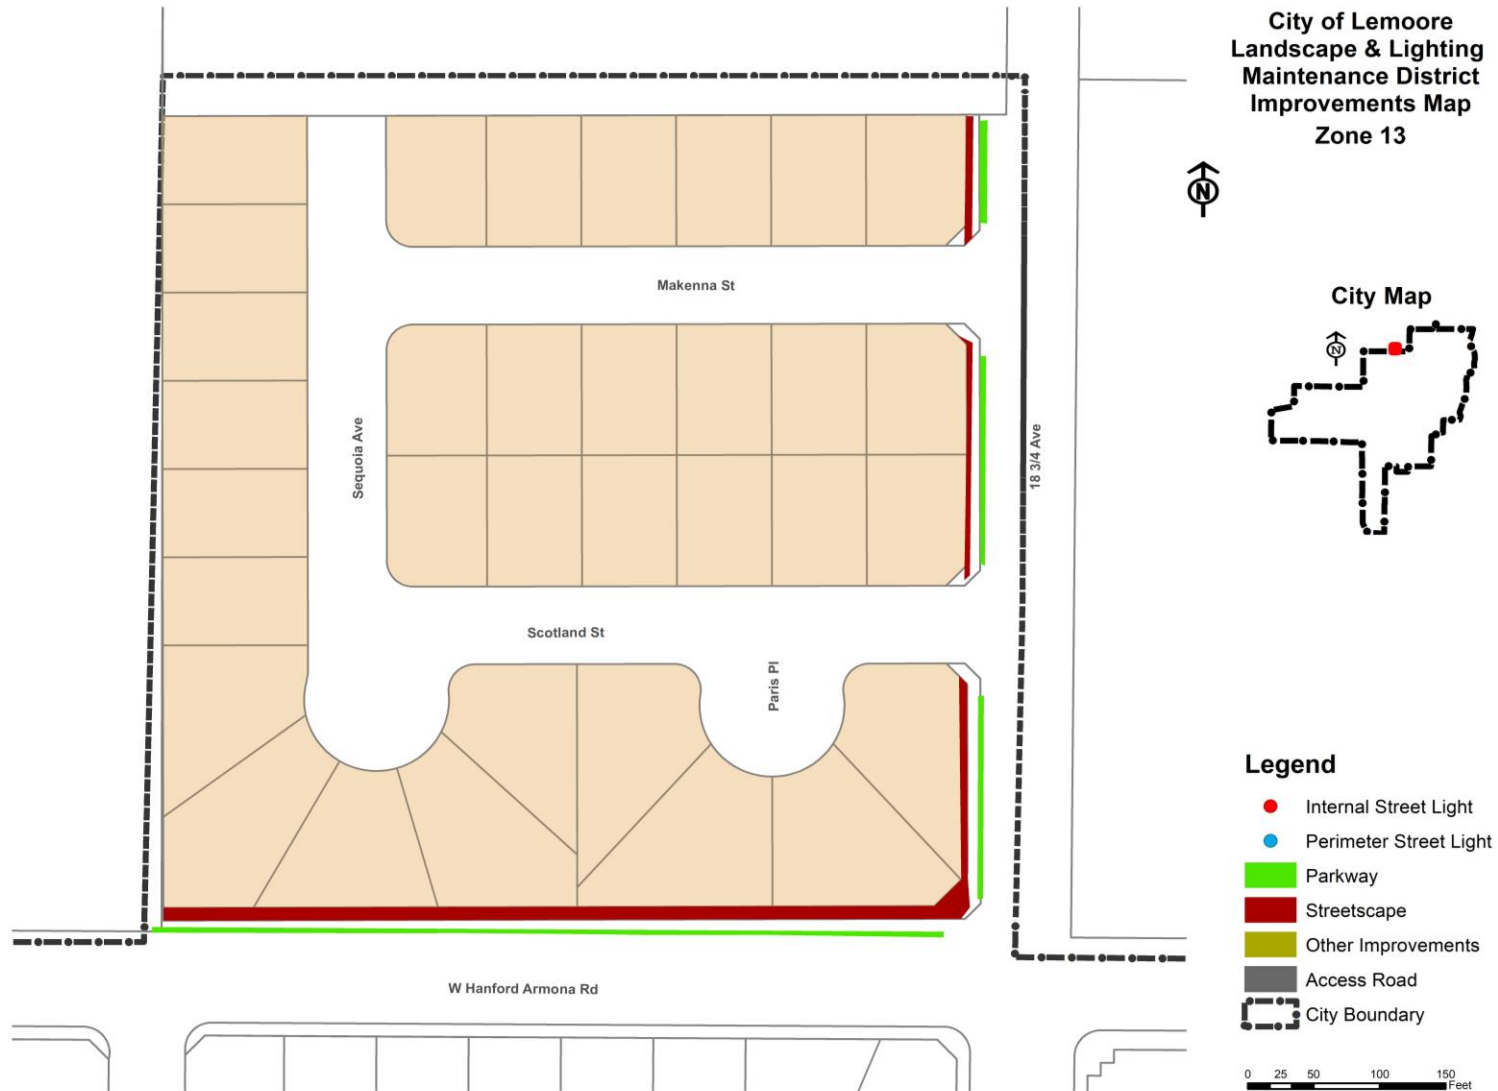 City of Lemoore
Landscape & Lighting
Maintenance District
Improvements Map
Zone 13
N
Makenna St
City Map
N
Sequoia Ave
18 3/4 Ave
Scotland St
Paris Pl
W Hanford Armona Rd
Legend
Internal Street Light
Perimeter Street Light
Parkway
Streetscape
Other Improvements
Access Road
City Boundary
0 25 50 100 150
Feet